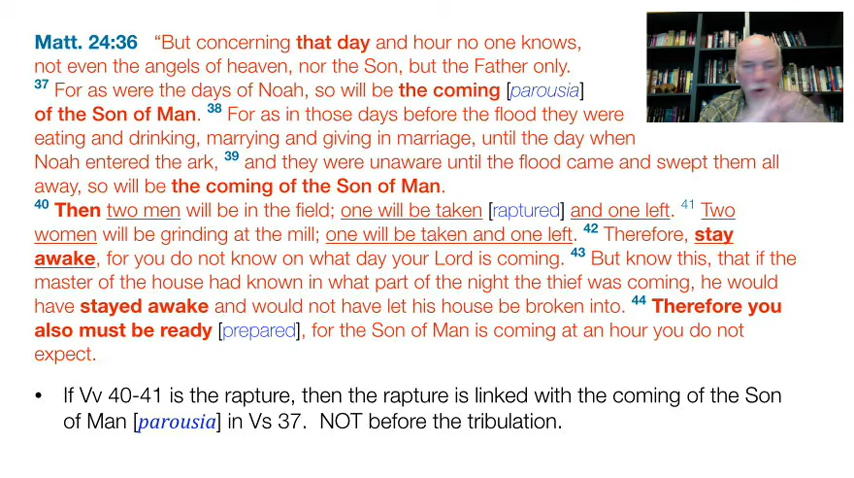 Matt. 24:36 “But concerning that day and hour no one knows,
not even the angels of heaven, nor the Son, but the Father only.
37 For as were the days of Noah, so will be the coming [parousia]
of the Son of Man. 38 For as in those days before the flood they were
eating and drinking, marrying and giving in marriage, until the day when
Noah entered the ark, 39 and they were unaware until the flood came and swept them all
away, so will be the coming of the Son of Man.
40 Then two men will be in the field; one will be taken [raptured] and one left. 41 Two
women will be grinding at the mill; one will be taken and one left. 42 Therefore, stay
awake, for you do not know on what day your Lord is coming. 43 But know this, that if the
master of the house had known in what part of the night the thief was coming, he would
have stayed awake and would not have let his house be broken into. 44 Therefore you
also must be ready [prepared], for the Son of Man is coming at an hour you do not
expect.
• If Vv 40-41 is the rapture, then the rapture is linked with the coming of the Son
of Man [parousia] in Vs 37. NOT before the tribulation.